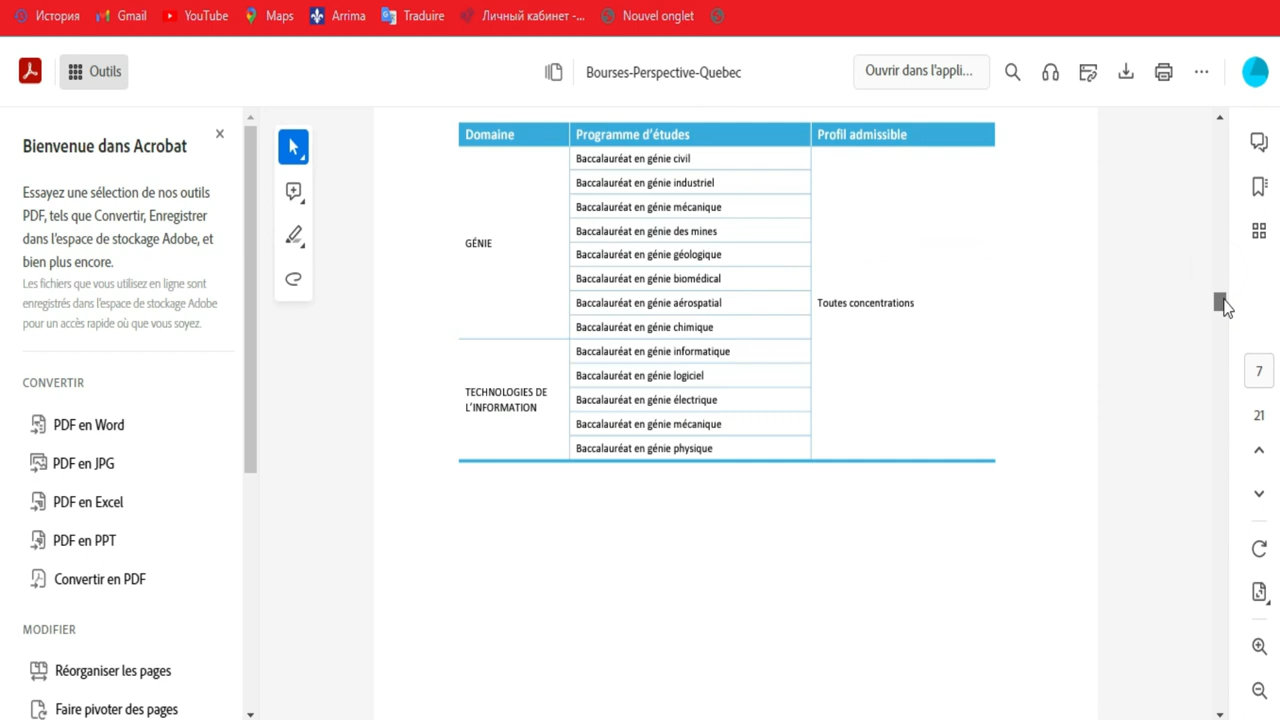 История Gmail YouTube Maps Arrima Traduire Личный кабинет -... Nouvel onglet
Outils
Bourses-Perspective-Quebec
Ouvrir dans l'appli...
Bienvenue dans Acrobat
Essayez une sélection de nos outils
PDF, tels que Convertir, Enregistrer
dans l'espace de stockage Adobe, et
bien plus encore.
Les fichiers que vous utilisez en ligne sont
enregistrés dans l'espace de stockage Adobe
pour un accès rapide où que vous soyez.
CONVERTIR
PDF en Word
PDF en JPG
PDF en Excel
PDF en PPT
Convertir en PDF
MODIFIER
Réorganiser les pages
Faire pivoter des pages
Domaine Programme d'études Profil admissible
GÉNIE
Baccalauréat en génie civil
Baccalauréat en génie industriel
Baccalauréat en génie mécanique
Baccalauréat en génie des mines
Baccalauréat en génie géologique
Baccalauréat en génie biomédical
Baccalauréat en génie aérospatial
Baccalauréat en génie chimique
TECHNOLOGIES DE
L'INFORMATION
Baccalauréat en génie informatique
Baccalauréat en génie logiciel
Baccalauréat en génie électrique
Baccalauréat en génie mécanique
Baccalauréat en génie physique
Toutes concentrations
7
21